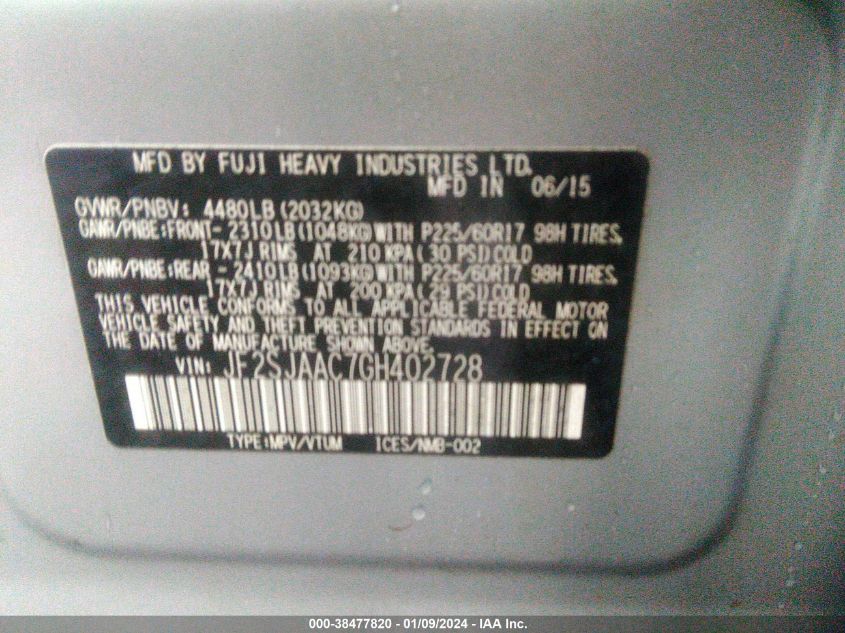 MFD BY FUJI HEAVY INDUSTRIES LTD.
MFD IN 06/15
GVWR/PNBV: 4480LB (2032KG)
GAWR/PNBE:FRONT- 2310LB(1048KG)WITH P225/60R17 98H TIRES,
17X7J RIMS AT 210 KPA(30 PSI)COLD
GAWR/PNBE:REAR - 2410LB(1093KG)WITH P225/60R17 98H TIRES,
17X7J RIMS AT 200 KPA(29 PSI)COLD
THIS VEHICLE CONFORMS TO ALL APPLICABLE FEDERAL MOTOR
VEHICLE SAFETY AND THEFT PREVENTION STANDARDS IN EFFECT ON
THE DATE OF MANUFACTURE SHOWN ABOVE.
VIN: JF2SJAAC7GH402728
TYPE:MPV/VTUM ICES/NMB-002
000-38477820 - 01/09/2024 - IAA Inc.